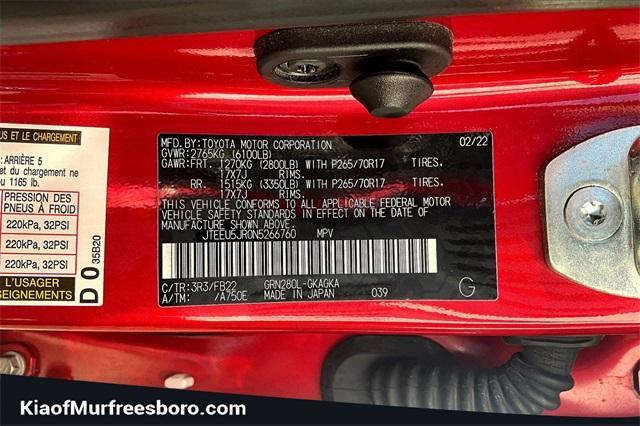 US ET LE CHARGEMENT
: ARRIÈRE 5
du chargement ne
u 1165 lb.
PRESSION DES
PNEUS À FROID
220kPA, 32PSI
220kPA, 32PSI
220kPA, 32PSI
L'USAGER
enseignements
D 0 35B20
MFD. BY: TOYOTA MOTOR CORPORATION 02/22
GVWR: 2765KG (6100LB)
GAWR: FRT. 1270KG (2800LB) WITH P265/70R17 TIRES.
17X7J RIMS.
RR. 1515KG (3350LB) WITH P265/70R17 TIRES.
17X7J RIMS.
THIS VEHICLE CONFORMS TO ALL APPLICABLE FEDERAL MOTOR
VEHICLE SAFETY STANDARDS IN EFFECT ON THE DATE OF
MANUFACTURE SHOWN ABOVE.
JTEEU5JR0N5266760 MPV
C/TR: 3R3/FB22 GRN280L-GKAGKA
A/TM: /A750E MADE IN JAPAN 039 G
KiaofMurfreesboro.com